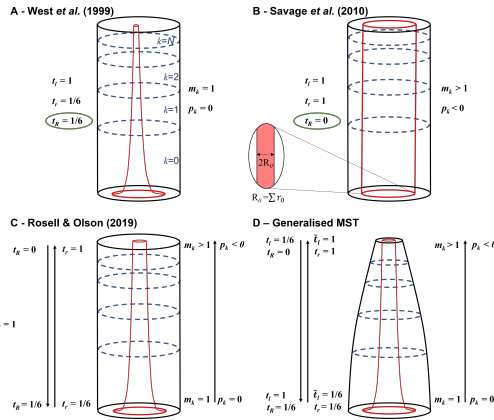 A - West et al. (1999)
k=N
k=2
k=1
k=0
t_l = 1
t_r = 1/6
t_R = 1/6
m_k = 1
p_k = 0
B - Savage et al. (2010)
t_l = 1
t_r = 1
t_R = 0
m_k > 1
p_k < 0
2R_0
R_0=∑ r_0
C - Rosell & Olson (2019)
t_R = 0
t_r = 1
m_k > 1
p_k < 0
= 1
t_R = 1/6
t_r = 1/6
m_k = 1
p_k = 0
D – Generalised MST
t_l = 1/6
t_R = 0
t̃_l = 1
t_r = 1
m_k > 1
p_k < 0
t_l = 1
t_R = 1/6
t̃_l = 1/6
t_r = 1/6
m_k = 1
p_k = 0